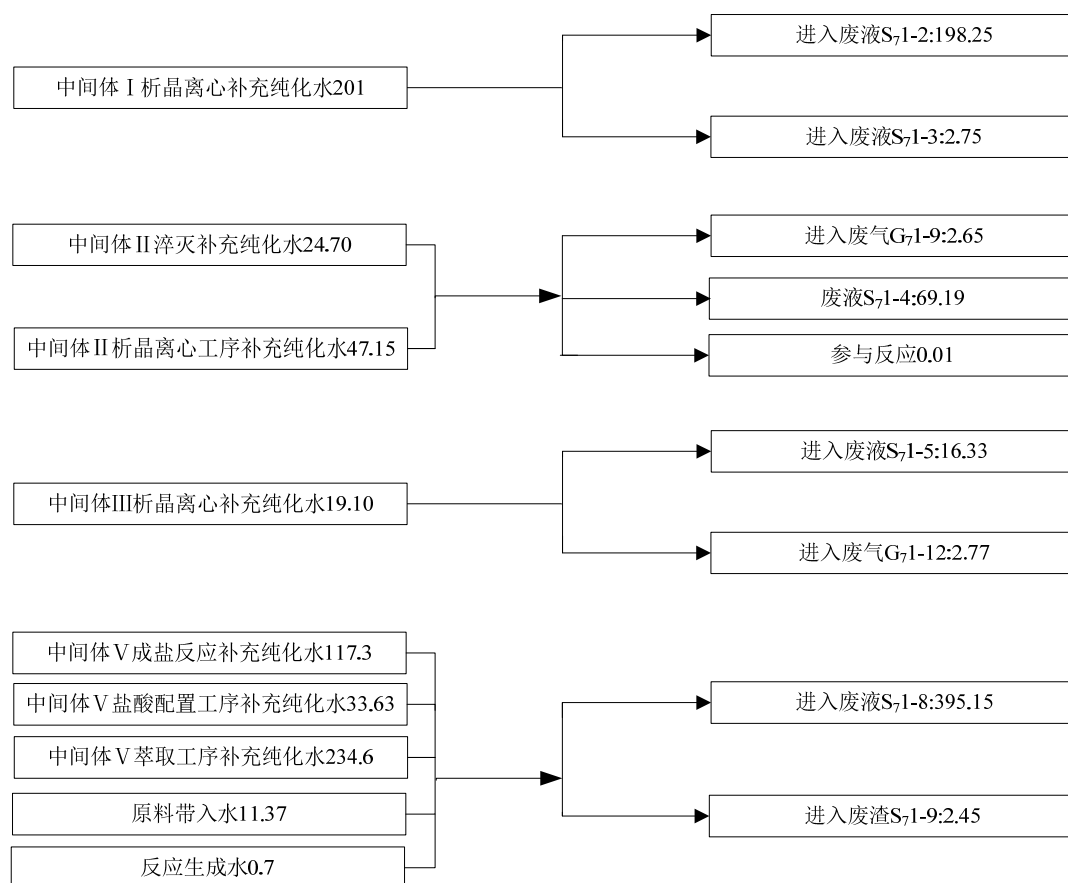 进入废液S₇1-2:198.25
中间体Ⅰ析晶离心补充纯化水201
进入废液S₇1-3:2.75
中间体Ⅱ淬灭补充纯化水24.70
进入废气G₇1-9:2.65
废液S₇1-4:69.19
中间体Ⅱ析晶离心工序补充纯化水47.15
参与反应0.01
进入废液S₇1-5:16.33
中间体Ⅲ析晶离心补充纯化水19.10
进入废气G₇1-12:2.77
中间体Ⅴ成盐反应补充纯化水117.3
中间体Ⅴ盐酸配置工序补充纯化水33.63
进入废液S₇1-8:395.15
中间体Ⅴ萃取工序补充纯化水234.6
原料带入水11.37
进入废渣S₇1-9:2.45
反应生成水0.7